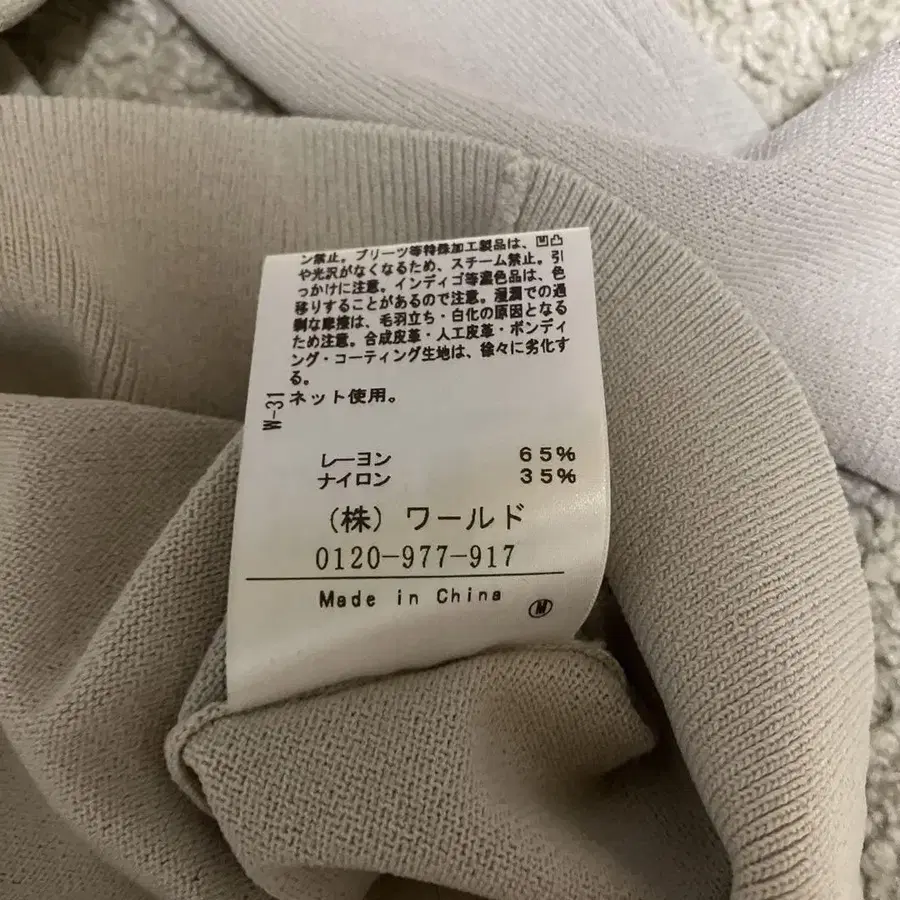 ン禁止。プリーツ等特殊加工製品は、凹凸
や光沢がなくなるため、スチーム禁止。引
っかけに注意。インディゴ等濃色品は、色
移りすることがあるので注意。湿潤での過
剰な摩擦は、毛羽立ち・白化の原因となる
ため注意。合成皮革・人工皮革・ボンディ
ング・コーティング生地は、徐々に劣化す
る。
W-31
ネット使用。
レーヨン 65%
ナイロン 35%
(株)ワールド
0120-977-917
Made in China
M